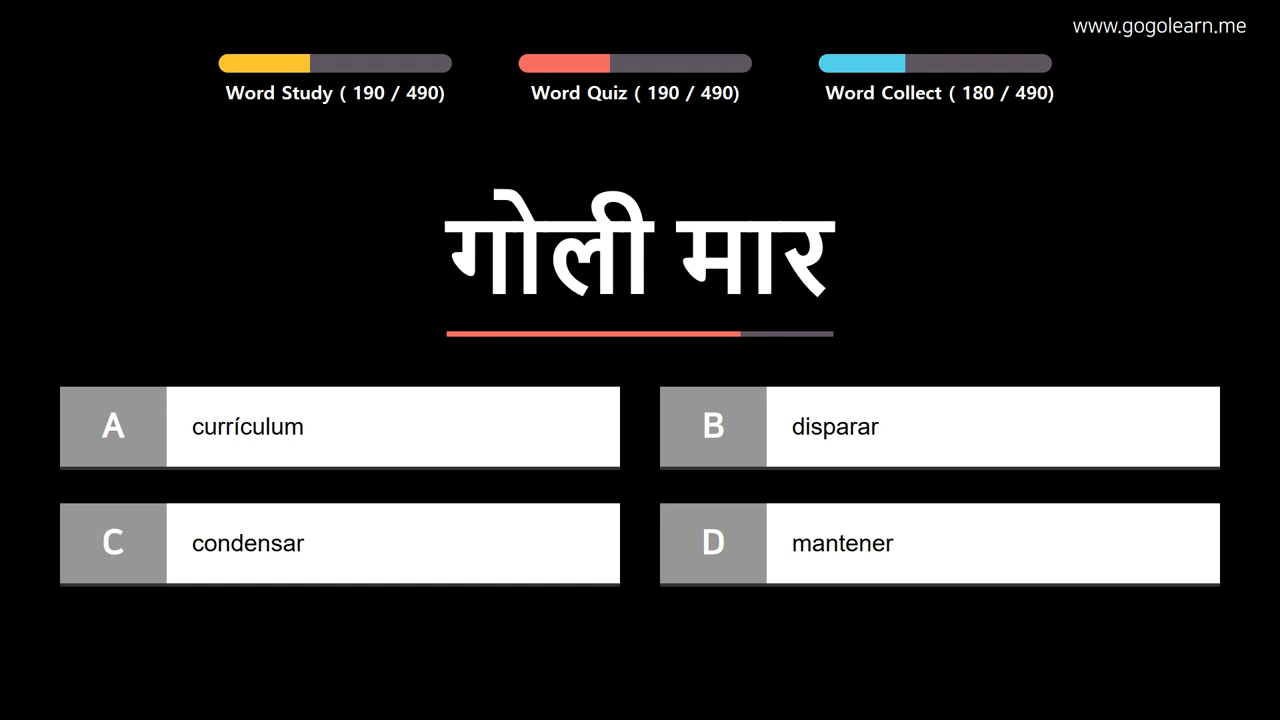 www.gogolearn.me
Word Study ( 190 / 490)
Word Quiz ( 190 / 490)
Word Collect ( 180 / 490)
गोली मार
A currículum
B disparar
C condensar
D mantener